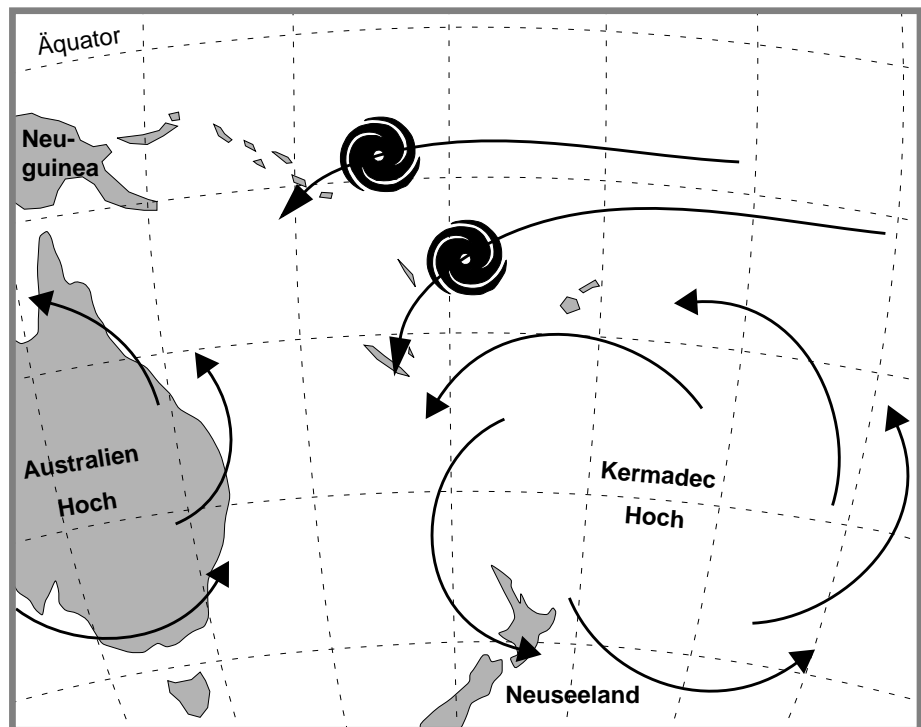 Äquator
Neu-
guinea
Australien
Hoch
Kermadec
Hoch
Neuseeland